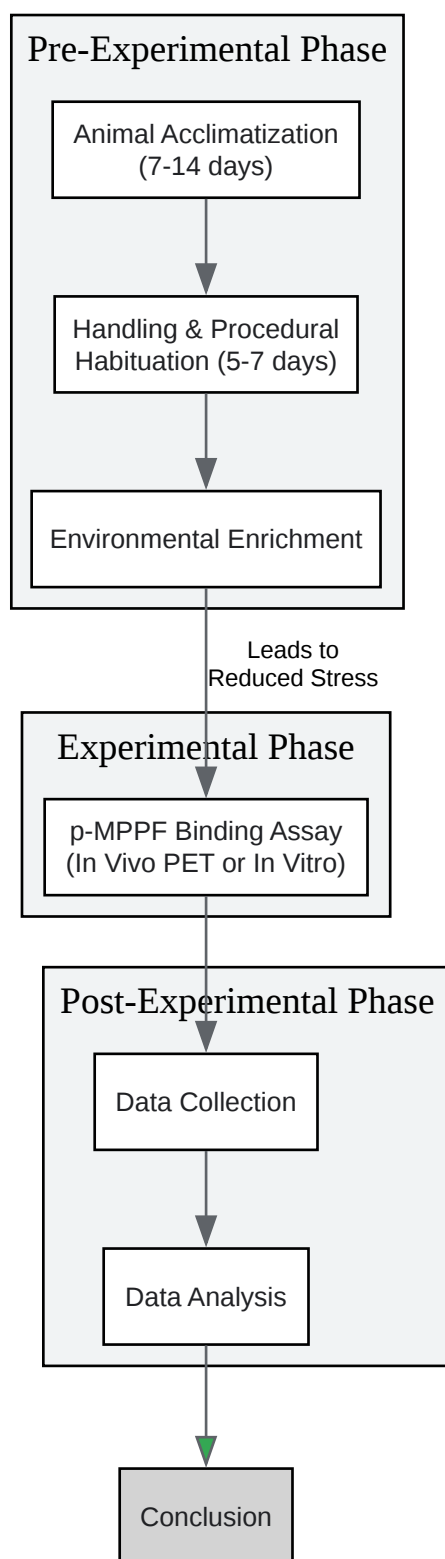 Pre-Experimental Phase
Animal Acclimatization
(7-14 days)
Handling & Procedural
Habituation (5-7 days)
Environmental Enrichment
Leads to
Reduced Stress
Experimental Phase
p-MPPF Binding Assay
(In Vivo PET or In Vitro)
Post-Experimental Phase
Data Collection
Data Analysis
Conclusion